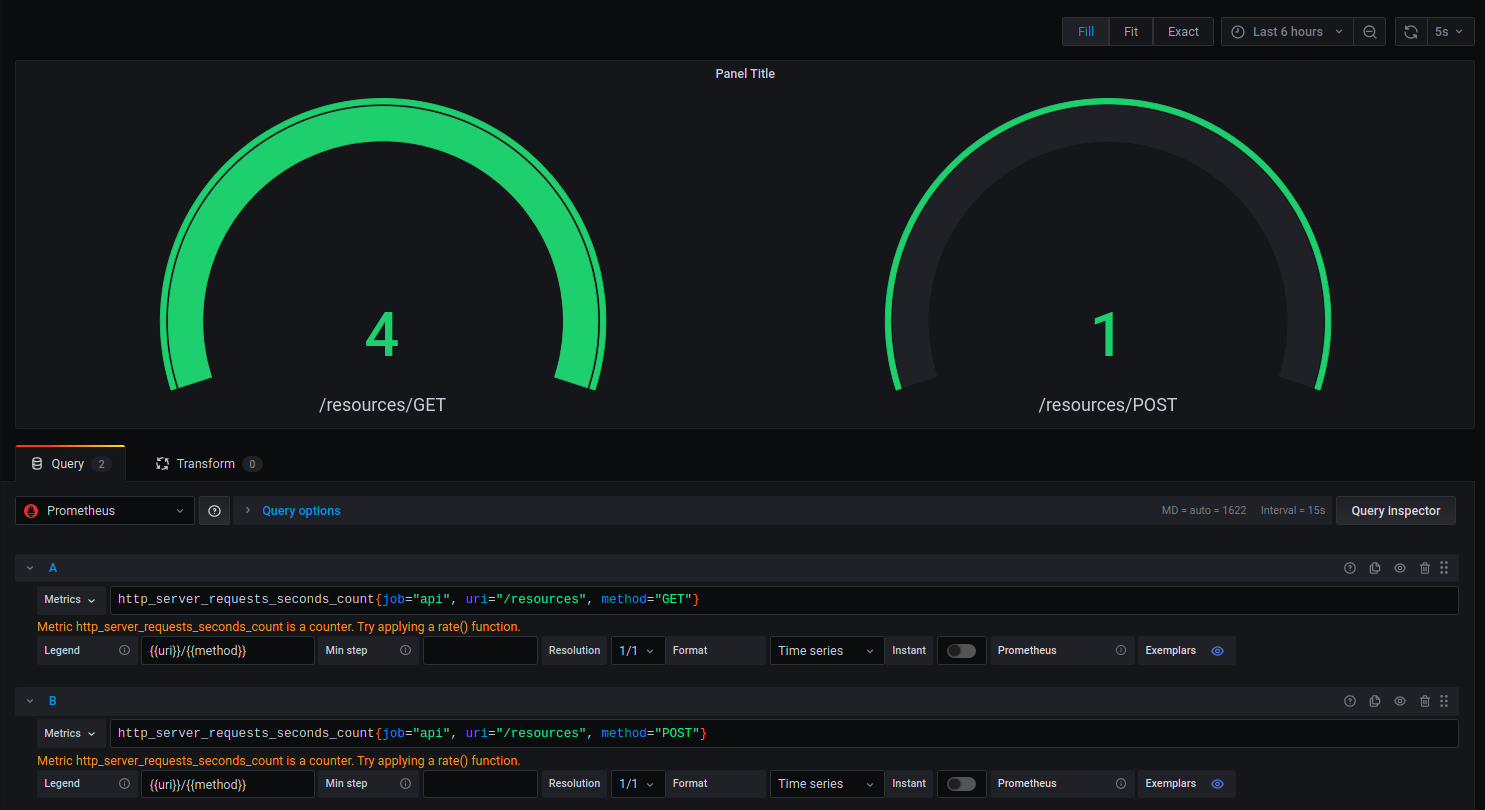 Fill Fit Exact Last 6 hours 5s
Panel Title
4 1
/resources/GET /resources/POST
Query 2 Transform 0
Prometheus Query options MD = auto = 1622 Interval = 15s Query inspector
A
Metrics http_server_requests_seconds_count{job="api", uri="/resources", method="GET"}
Metric http_server_requests_seconds_count is a counter. Try applying a rate() function.
Legend {{uri}}/{{method}} Min step Resolution 1/1 Format Time series Instant Prometheus Exemplars
B
Metrics http_server_requests_seconds_count{job="api", uri="/resources", method="POST"}
Metric http_server_requests_seconds_count is a counter. Try applying a rate() function.
Legend {{uri}}/{{method}} Min step Resolution 1/1 Format Time series Instant Prometheus Exemplars